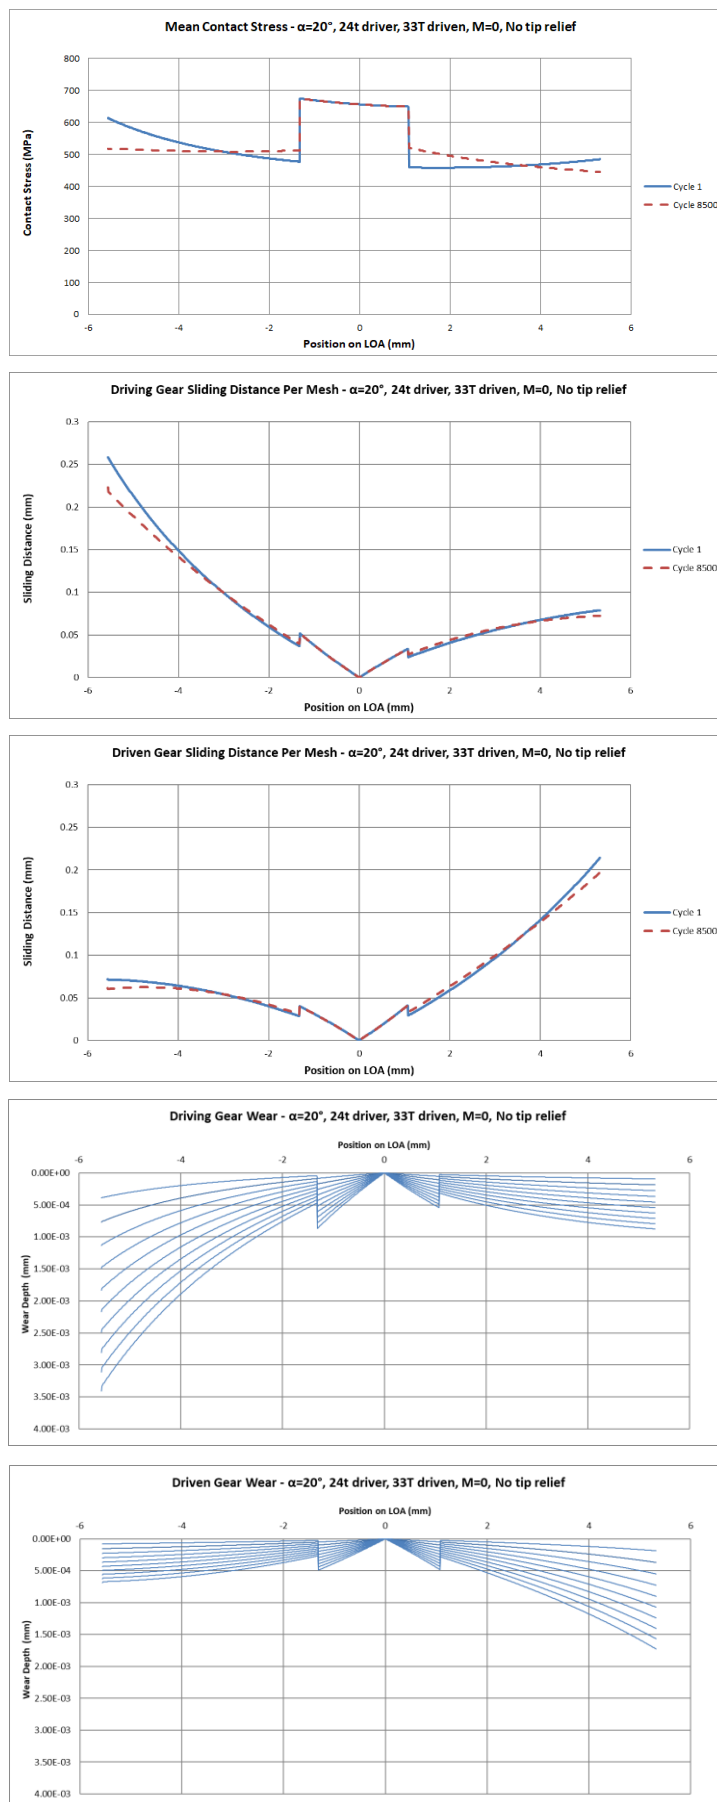 Mean Contact Stress - α=20°, 24t driver, 33T driven, M=0, No tip relief
800
700
600
500
400
300
200
100
0
Contact Stress (MPa)
-6 -4 -2 0 2 4 6
Position on LOA (mm)
Cycle 1
Cycle 8500
Driving Gear Sliding Distance Per Mesh - α=20°, 24t driver, 33T driven, M=0, No tip relief
0.3
0.25
0.2
0.15
0.1
0.05
0
Sliding Distance (mm)
-6 -4 -2 0 2 4 6
Position on LOA (mm)
Cycle 1
Cycle 8500
Driven Gear Sliding Distance Per Mesh - α=20°, 24t driver, 33T driven, M=0, No tip relief
0.3
0.25
0.2
0.15
0.1
0.05
0
Sliding Distance (mm)
-6 -4 -2 0 2 4 6
Position on LOA (mm)
Cycle 1
Cycle 8500
Driving Gear Wear - α=20°, 24t driver, 33T driven, M=0, No tip relief
Position on LOA (mm)
-6 -4 -2 0 2 4 6
0.00E+00
5.00E-04
1.00E-03
1.50E-03
2.00E-03
2.50E-03
3.00E-03
3.50E-03
4.00E-03
Wear Depth (mm)
Driven Gear Wear - α=20°, 24t driver, 33T driven, M=0, No tip relief
Position on LOA (mm)
-6 -4 -2 0 2 4 6
0.00E+00
5.00E-04
1.00E-03
1.50E-03
2.00E-03
2.50E-03
3.00E-03
3.50E-03
4.00E-03
Wear Depth (mm)